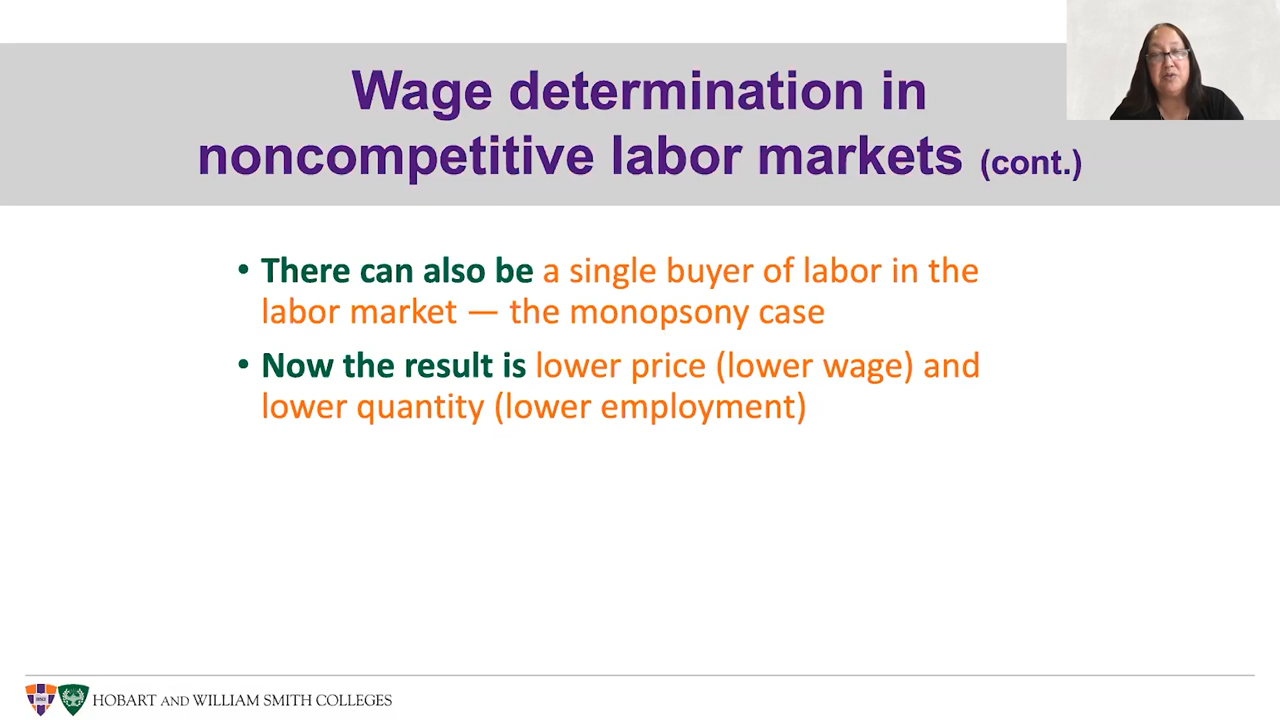 Wage determination in
noncompetitive labor markets (cont.)
• There can also be a single buyer of labor in the
labor market — the monopsony case
• Now the result is lower price (lower wage) and
lower quantity (lower employment)
HOBART AND WILLIAM SMITH COLLEGES